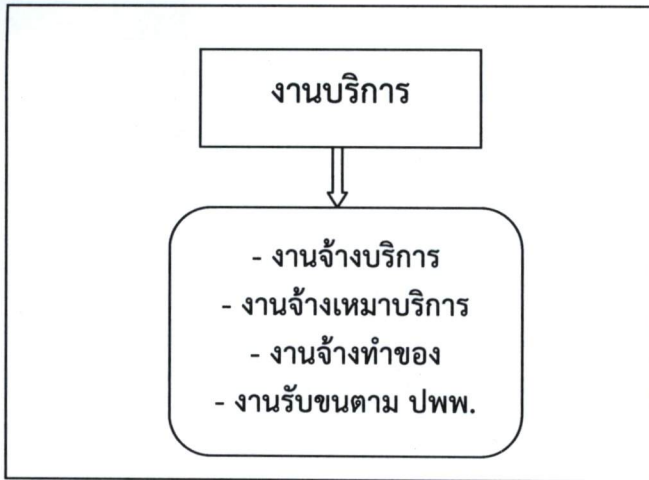 งานบริการ
- งานจ้างบริการ
- งานจ้างเหมาบริการ
- งานจ้างทำของ
- งานรับขนตาม ปพพ.